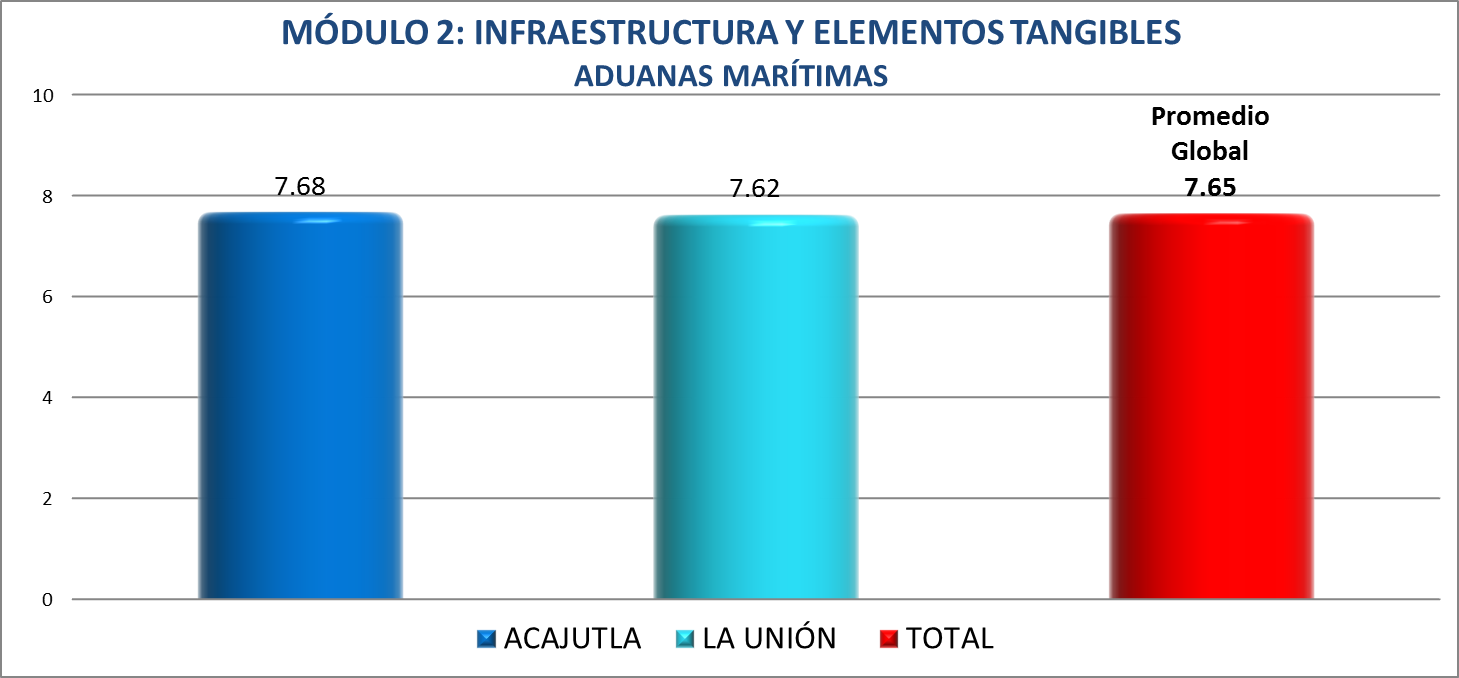 MÓDULO 2: INFRAESTRUCTURA Y ELEMENTOS TANGIBLES
ADUANAS MARÍTIMAS
10
8
6
4
2
0
7.68
7.62
Promedio
Global
7.65
ACAJUTLA
LA UNIÓN
TOTAL